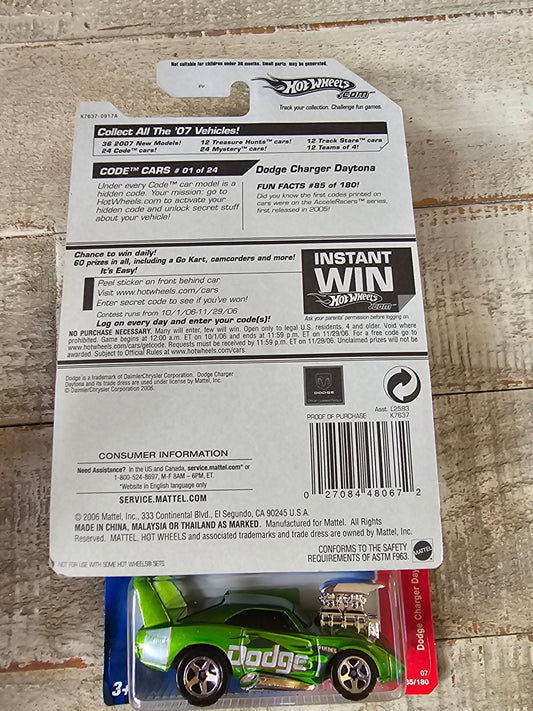 Not suitable for children under 36 months. Small parts may be generated.
Hot Wheels
.com
Track your collection. Challenge fun games.
K7637-0917A
Collect All The '07 Vehicles!
36 2007 New Models! 12 Treasure Hunts™ cars! 12 Track Stars™ cars
24 Code™ cars! 24 Mystery™ cars! 12 Teams of 4!
CODE™ CARS # 01 of 24
Dodge Charger Daytona
Under every Code™ car model is a
hidden code. Your mission: go to
HotWheels.com to activate your
hidden code and unlock secret stuff
about your vehicle!
FUN FACTS #85 of 180!
Did you know the first codes printed on
cars were on the AcceleRacers™ series,
first released in 2005!
Chance to win daily!
60 prizes in all, including a Go Kart, camcorders and more!
It's Easy!
Peel sticker on front behind car
Visit www.hotwheels.com/cars
Enter secret code to see if you've won!
Contest runs from 10/1/06-11/29/06
Log on every day and enter your code(s)!
INSTANT
WIN
Hot Wheels
.com
Ask your parents' permission before logging on.
NO PURCHASE NECESSARY. Many will enter, few will win. Open only to legal U.S. residents, 4 and older. Void where
prohibited. Game begins at 12:00 a.m. ET on 10/1/06 and ends at 11:59 p.m. ET on 11/29/06. For a free code go to
www.hotwheels.com/cars/getcode. Requests must be received by 11:59 p.m. ET on 11/29/06. Unclaimed prizes will not be
awarded. Subject to Official Rules at www.hotwheels.com/cars.
Dodge is a trademark of DaimlerChrysler Corporation. Dodge Charger
Daytona and its trade dress are used under license by Mattel, Inc.
© DaimlerChrysler Corporation 2006.
DODGE
Official Licensed Product
PROOF OF PURCHASE
Asst. L2593
K7637
0 27084 48067 2
CONSUMER INFORMATION
Need Assistance? In the US and Canada, service.mattel.com* or
1-800-524-8697, M-F 8AM – 6PM, ET.
*Website in English language only
SERVICE.MATTEL.COM
© 2006 Mattel, Inc., 333 Continental Blvd., El Segundo, CA 90245 U.S.A.
MADE IN CHINA, MALAYSIA OR THAILAND AS MARKED. Manufactured for Mattel. All Rights
Reserved. MATTEL, HOT WHEELS and associated trademarks and trade dress are owned by Mattel, Inc.
CONFORMS TO THE SAFETY
REQUIREMENTS OF ASTM F963.
MATTEL
NOT FOR USE WITH SOME HOT WHEELS® SETS
Dodge
3+
Dodge Charger Day
07
85/180